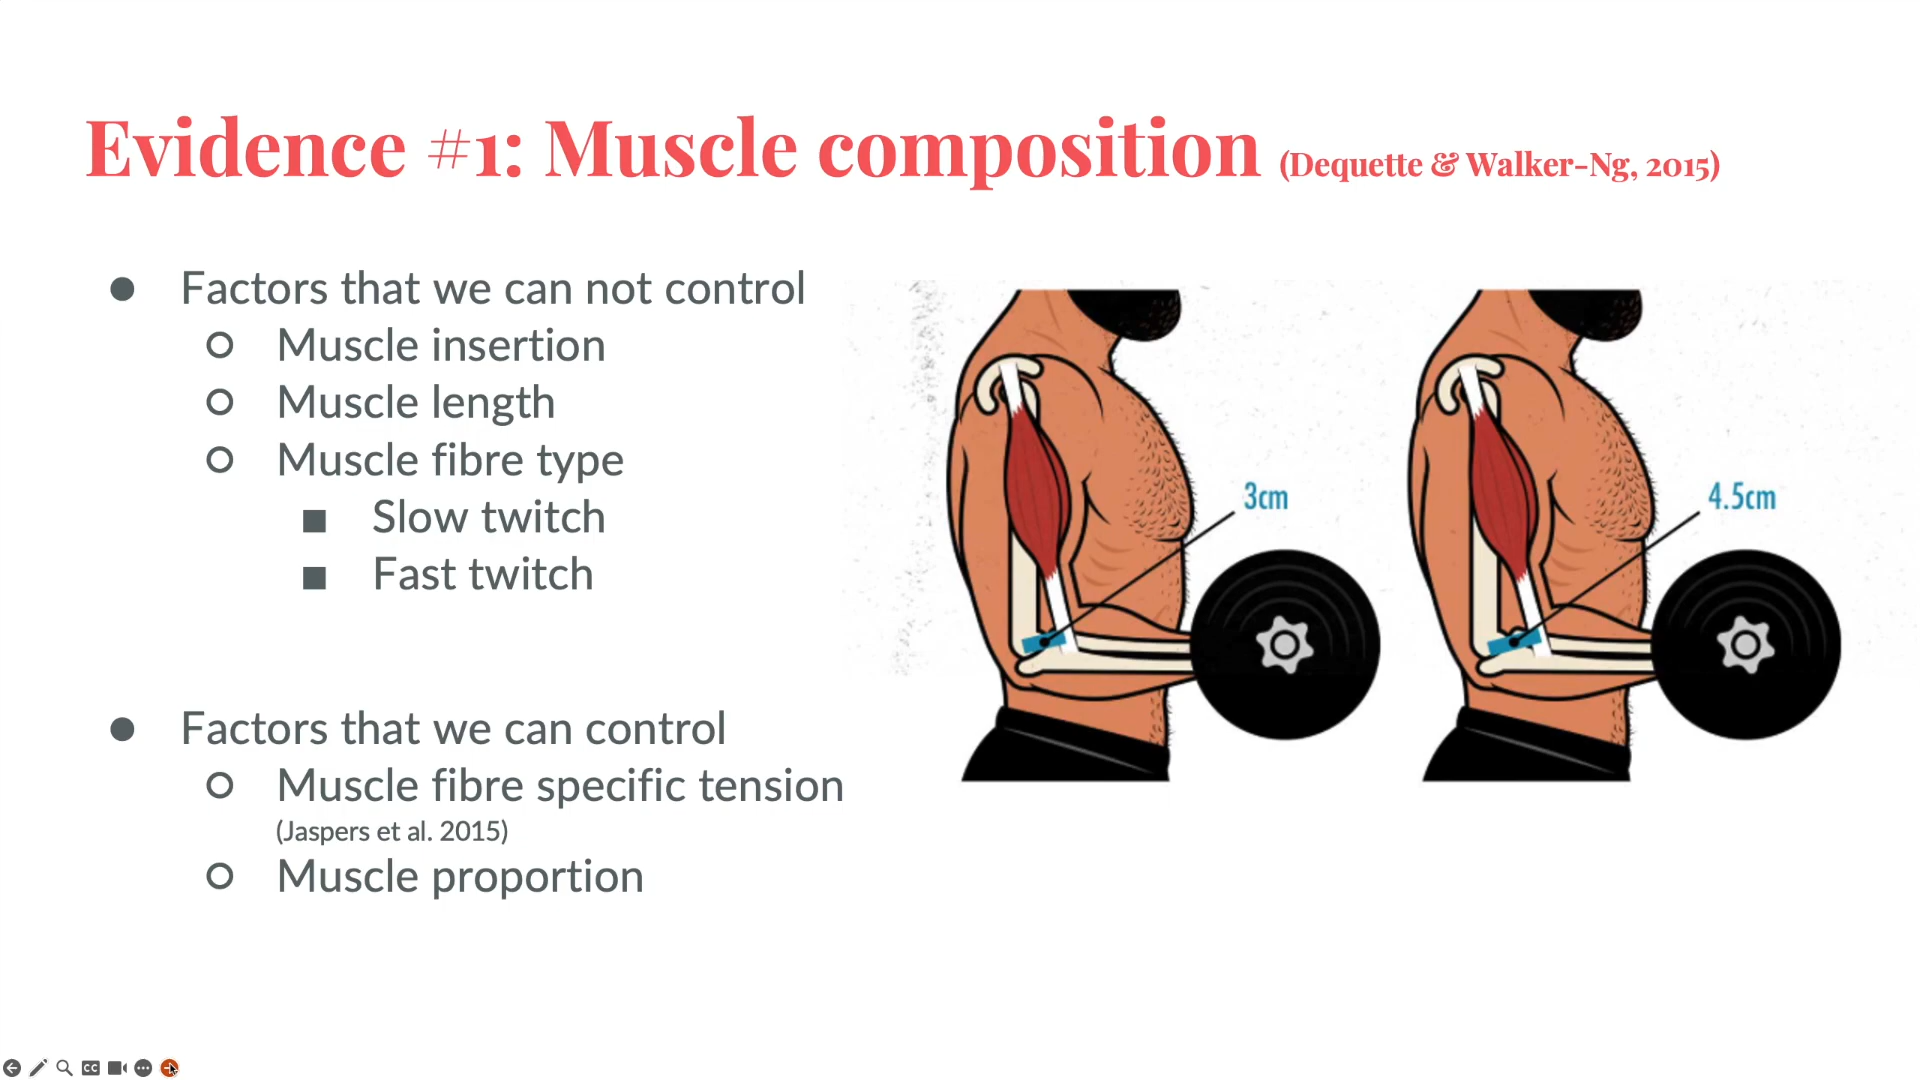 Evidence #1: Muscle composition (Dequette & Walker-Ng, 2015)
Factors that we can not control
Muscle insertion
Muscle length
Muscle fibre type
Slow twitch
Fast twitch
Factors that we can control
Muscle fibre specific tension
(Jaspers et al. 2015)
Muscle proportion
3cm
4.5cm
CC